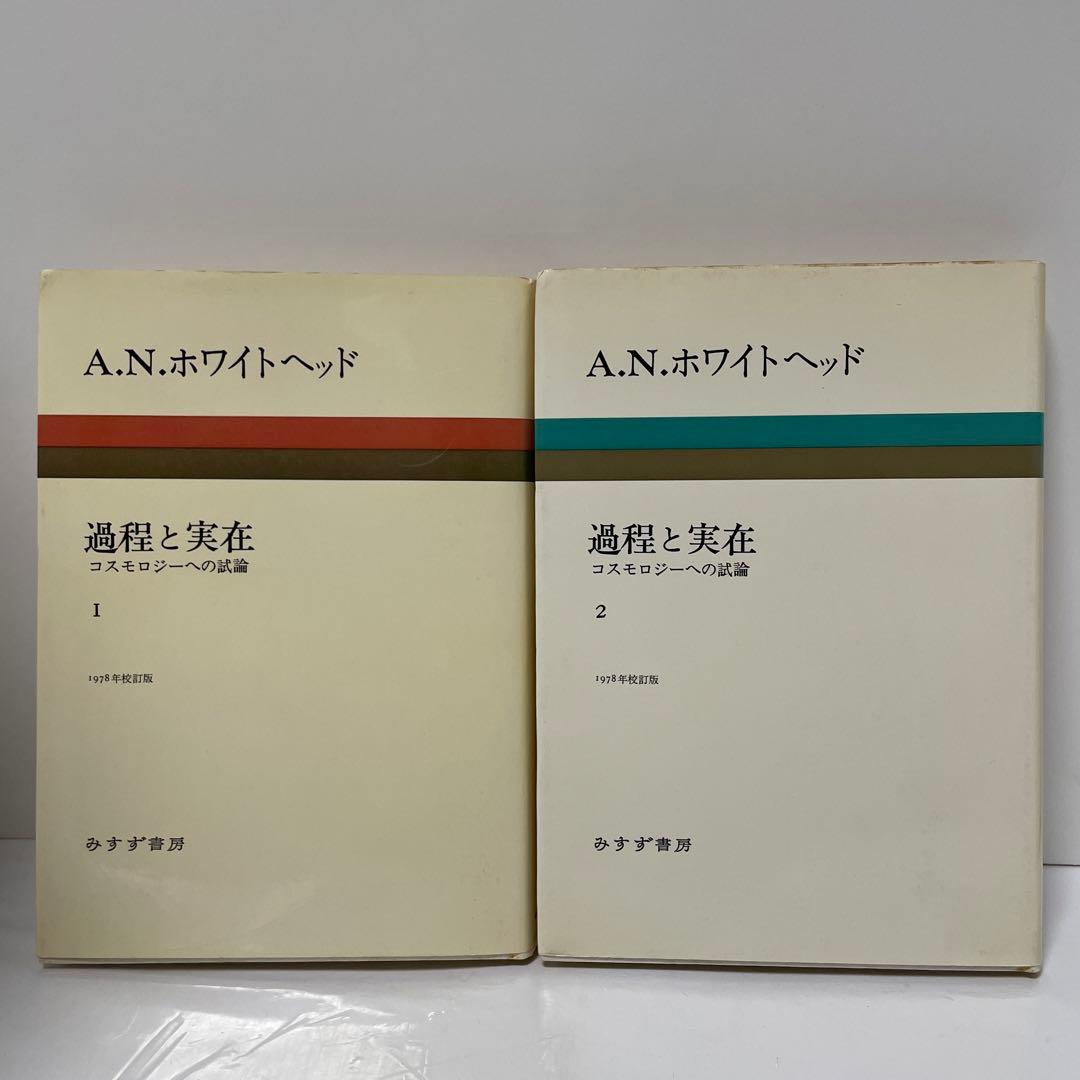 A.N.ホワイトヘッド
過程と実在
コスモロジーへの試論
1
1978年校訂版
みすず書房
A.N.ホワイトヘッド
過程と実在
コスモロジーへの試論
2
1978年校訂版
みすず書房